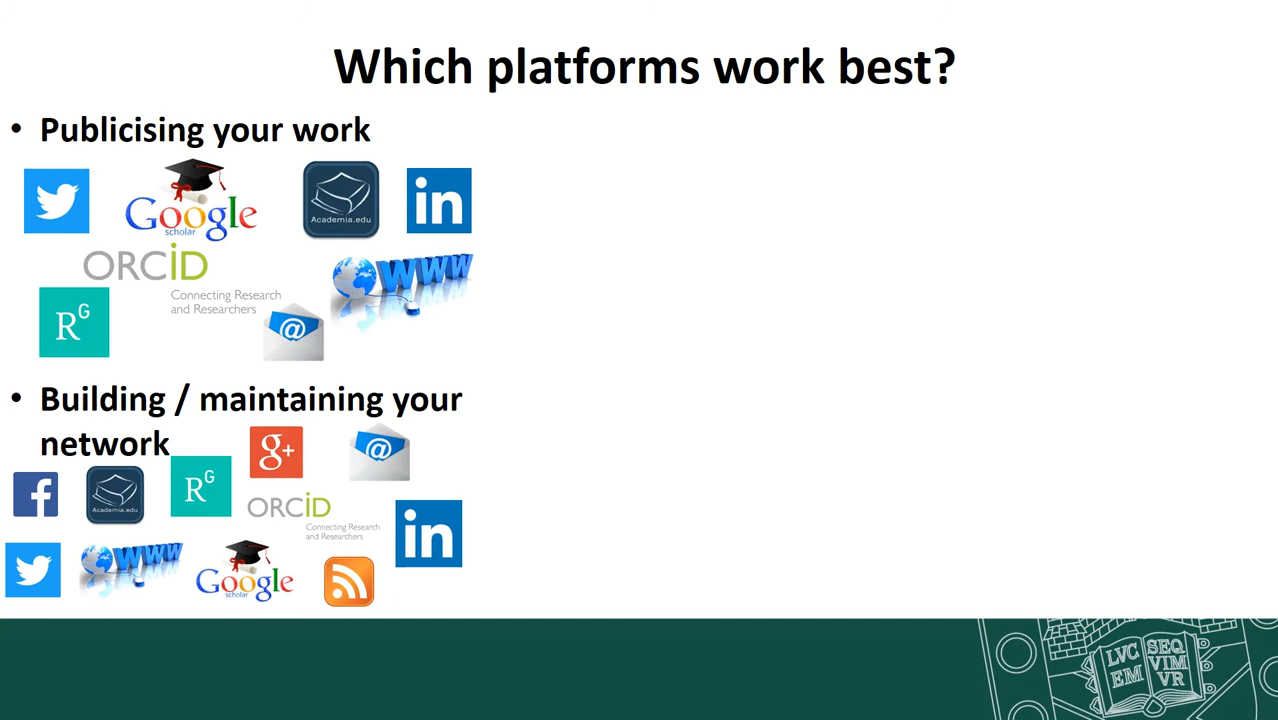 Which platforms work best?
• Publicising your work
Google
scholar
Academia.edu
in
ORCiD
Connecting Research
and Researchers
WWW
RG
@
• Building / maintaining your
network
g+
@
f
Academia.edu
RG
ORCiD
Connecting Research
and Researchers
in
WWW
Google
scholar
LVC
EM
SEQ
VIM
VR